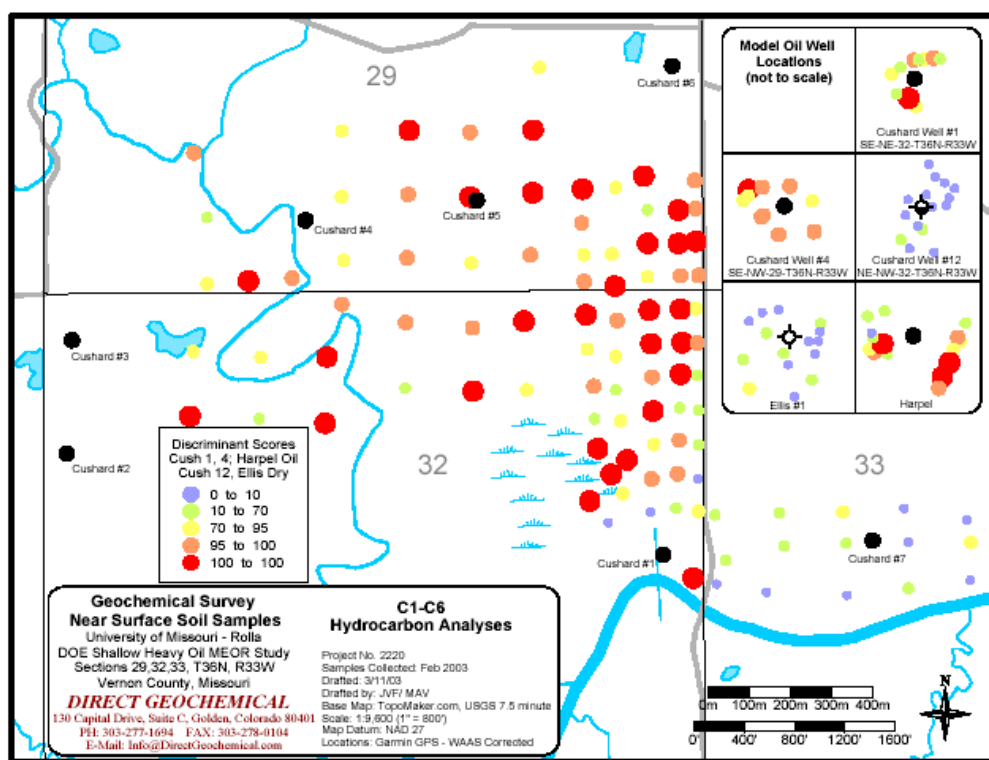 29
Cushard #6
Cushard #5
Cushard #4
Cushard #3
Cushard #2
32
33
Cushard #1
Cushard #7
Model Oil Well
Locations
(not to scale)
Cushard Well #1
SE-NE-32-T36N-R33W
Cushard Well #4
SE-NW-29-T36N-R33W
Cushard Well #12
NE-NW-32-T36N-R33W
Ellis #1
Harpel
Discriminant Scores
Cush 1, 4; Harpel Oil
Cush 12, Ellis Dry
0 to 10
10 to 70
70 to 95
95 to 100
100 to 100
Geochemical Survey
Near Surface Soil Samples
University of Missouri - Rolla
DOE Shallow Heavy Oil MEOR Study
Sections 29,32,33, T36N, R33W
Vernon County, Missouri
DIRECT GEOCHEMICAL
130 Capital Drive, Suite C, Golden, Colorado 80401
PH: 303-277-1694 FAX: 303-278-0104
E-Mail: Info@DirectGeochemical.com
C1-C6
Hydrocarbon Analyses
Project No. 2220
Samples Collected: Feb 2003
Drafted: 3/11/03
Drafted by: JVF/ MAV
Base Map: TopoMaker.com, USGS 7.5 minute
Scale: 1:9,600 (1" = 800')
Map Datum: NAD 27
Locations: Garmin GPS - WAAS Corrected
N
0m 100m 200m 300m 400m
0' 400' 800' 1200' 1600'